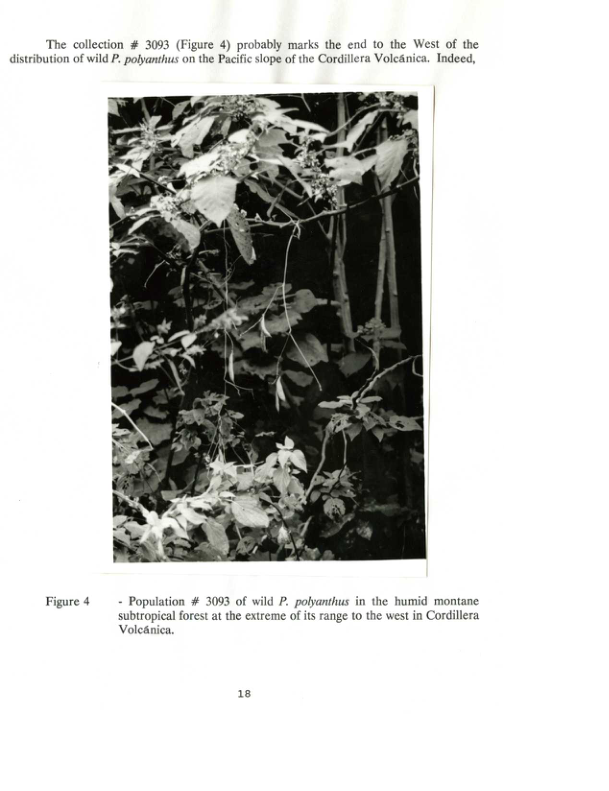 The collection # 3093 (Figure 4) probably marks the end to the West of the
distribution of wild P. polyanthus on the Pacific slope of the Cordillera Volcánica. Indeed,
Figure 4 - Population # 3093 of wild P. polyanthus in the humid montane
subtropical forest at the extreme of its range to the west in Cordillera
Volcánica.
18